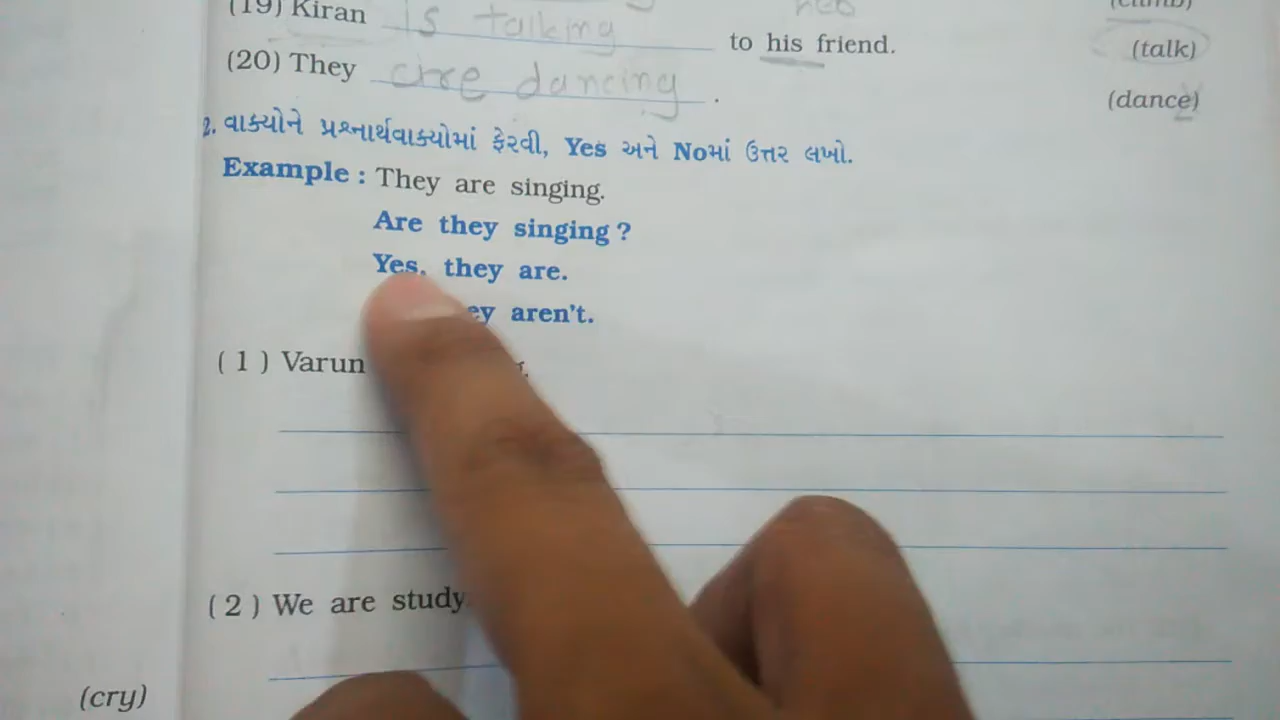 (19) Kiran is talking to his friend. (talk)
(20) They are dancing . (dance)
2. વાક્યોને પ્રશ્નાર્થવાક્યોમાં ફેરવી, Yes અને Noમાં ઉત્તર લખો.
Example : They are singing.
Are they singing ?
Yes, they are.
aren't.
( 1 ) Varun
( 2 ) We are study
(cry)